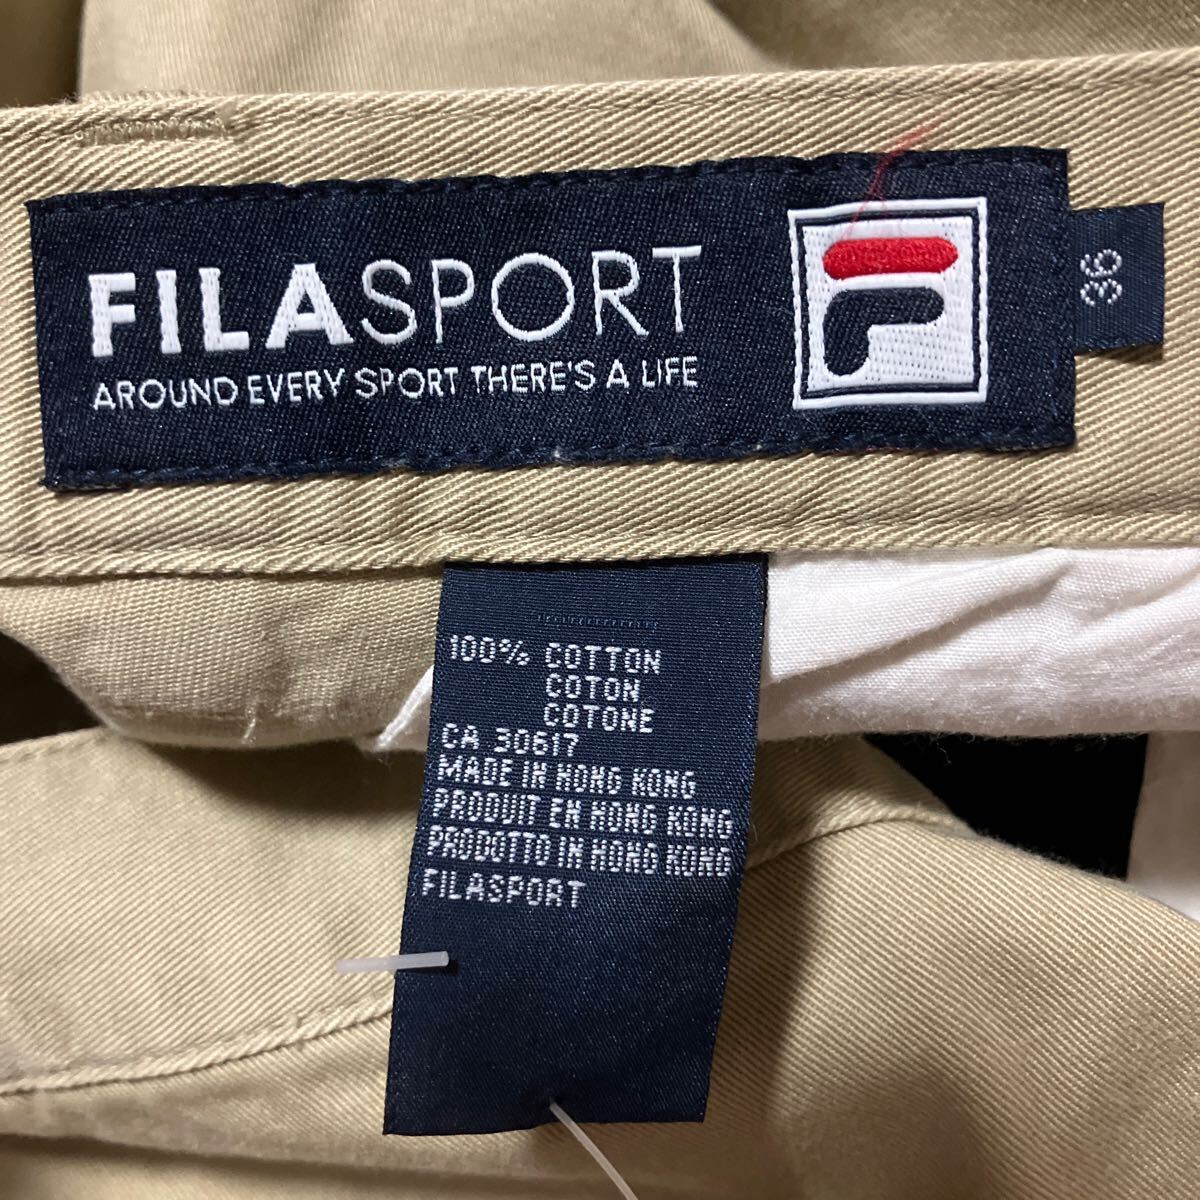 FILASPORT
AROUND EVERY SPORT THERE'S A LIFE
36
100% COTTON
COTON
COTONE
CA 30617
MADE IN HONG KONG
PRODUIT EN HONG KONG
PRODOTTO IN HONG KONG
FILASPORT